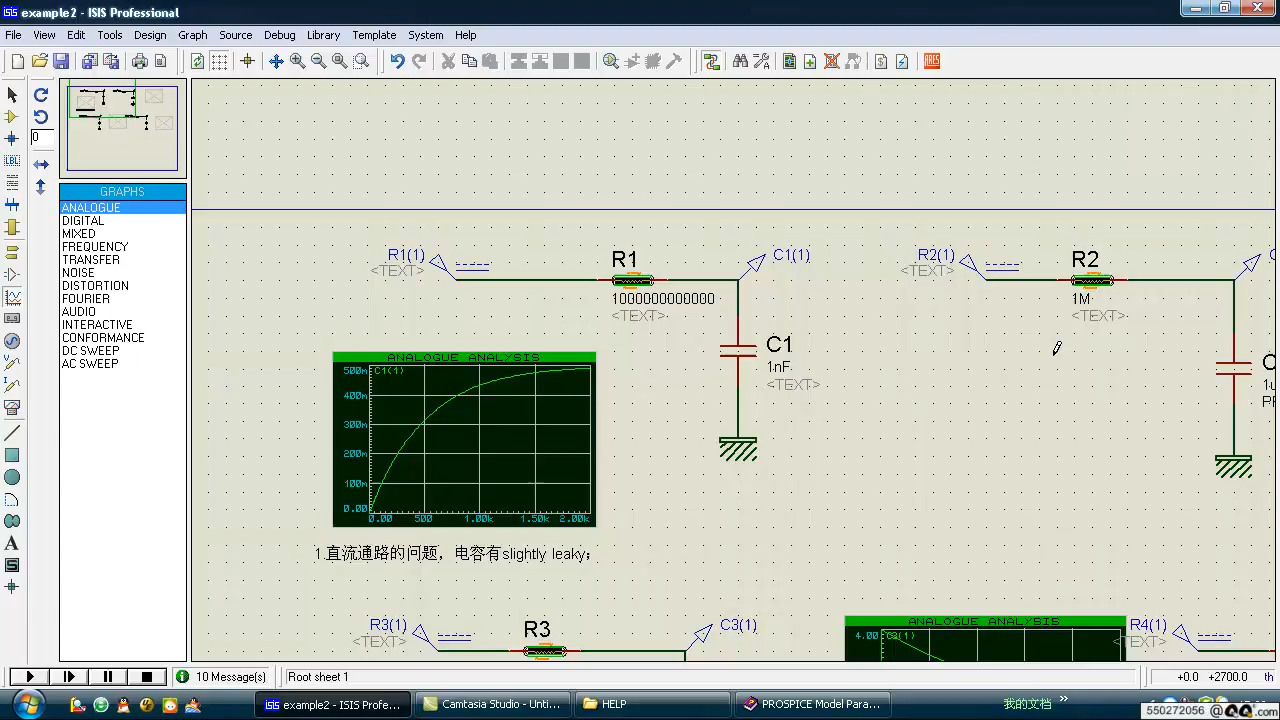 example2 - ISIS Professional
File View Edit Tools Design Graph Source Debug Library Template System Help
0
GRAPHS
ANALOGUE
DIGITAL
MIXED
FREQUENCY
TRANSFER
NOISE
DISTORTION
FOURIER
AUDIO
INTERACTIVE
CONFORMANCE
DC SWEEP
AC SWEEP
LBL
A
S
ARES
R1(1)
<TEXT>
R1
1000000000000
<TEXT>
C1(1)
C1
1nF
<TEXT>
R2(1)
<TEXT>
R2
1M
<TEXT>
ANALOGUE ANALYSIS
C1(1)
500m
400m
300m
200m
100m
0.00
0.00 500 1.00k 1.50k 2.00k
1.直流通路的问题，电容有slightly leaky；
R3(1)
<TEXT>
R3
C3(1)
ANALOGUE ANALYSIS
4.00
R4(1)
<TEXT>
10 Message(s)
Root sheet 1
+0.0 +2700.0 th
example2 - ISIS Profe...
Camtasia Studio - Unti...
HELP
PROSPICE Model Para...
我的文档
550272056 @QQ.com